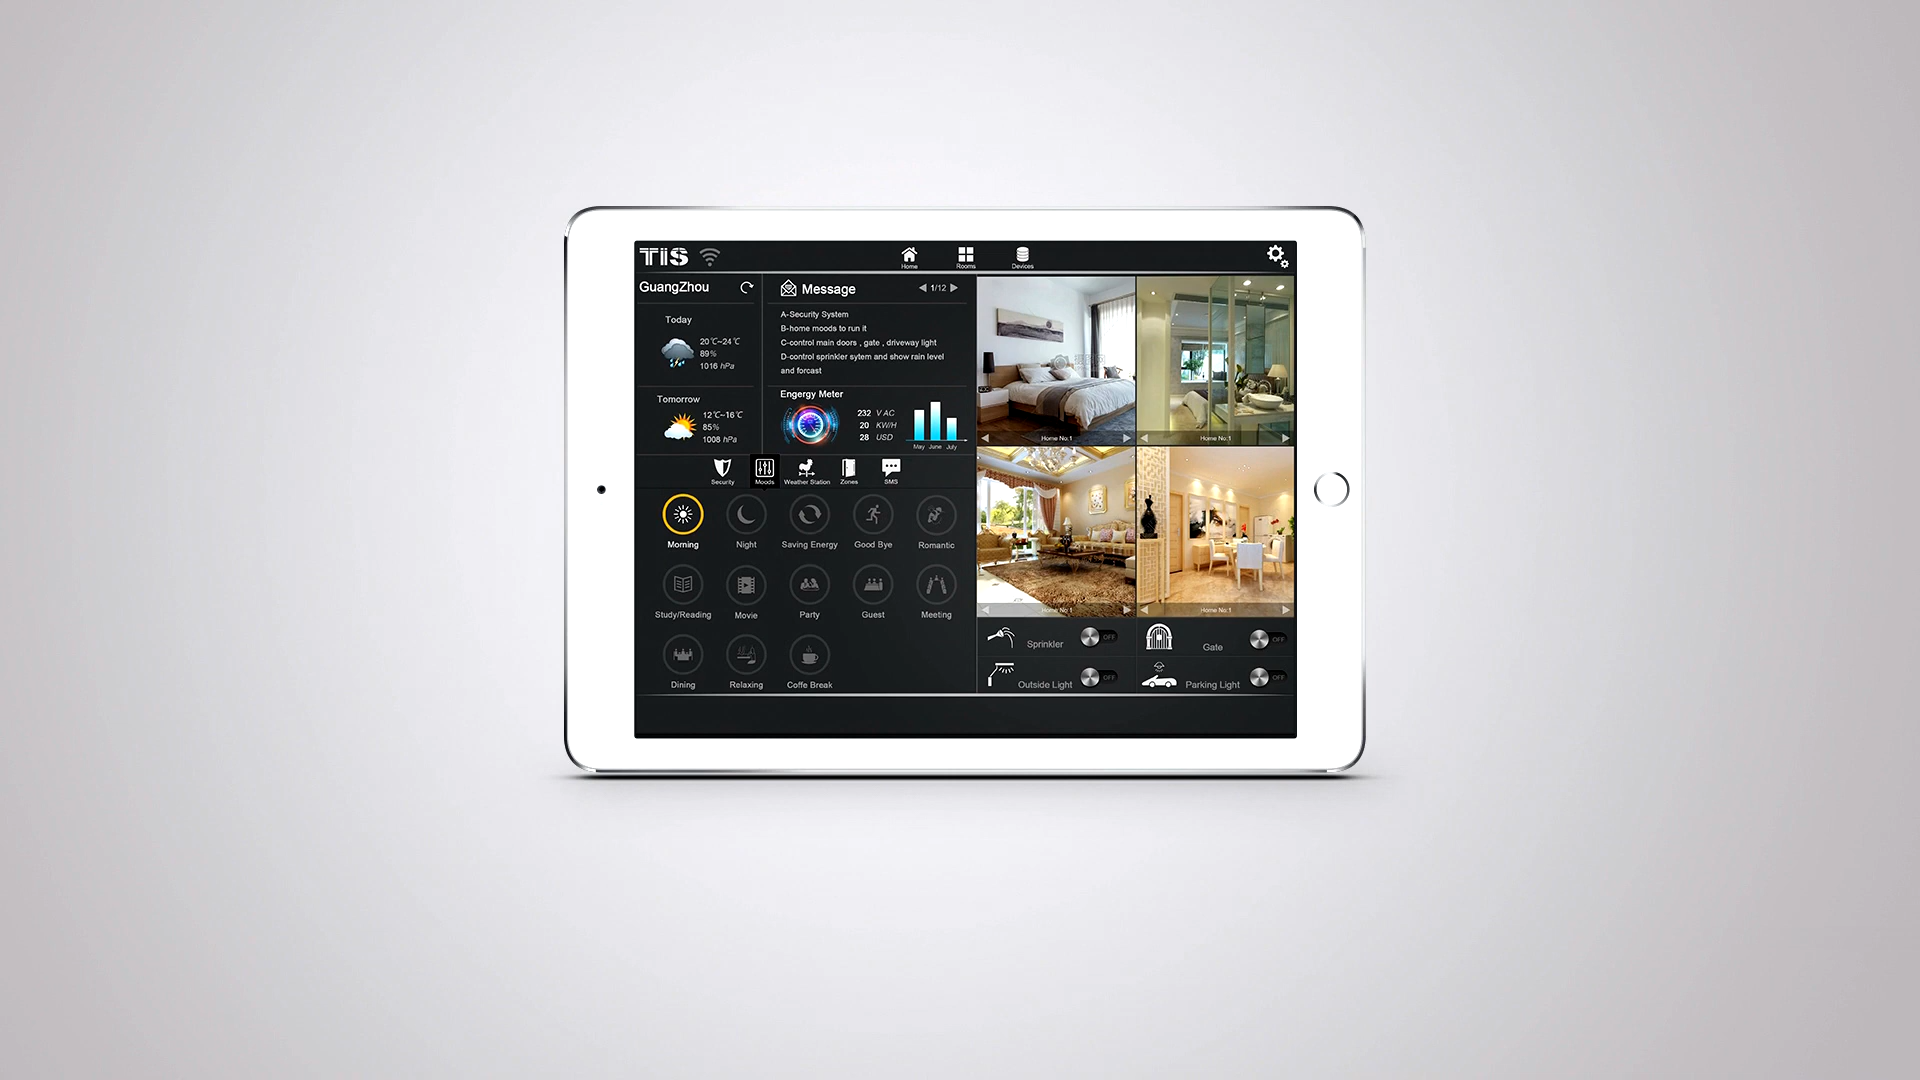 TiS
Home
Rooms
Devices
GuangZhou
Today
20℃~24℃
89%
1016 hPa
Tomorrow
12℃~16℃
85%
1008 hPa
Message
1/12
A-Security System
B-home moods to run it
C-control main doors , gate , driveway light
D-control sprinkler sytem and show rain level
and forcast
Engergy Meter
232 V AC
20 KW/H
28 USD
May June July
Security
Moods
Weather Station
Zones
SMS
Morning
Night
Saving Energy
Good Bye
Romantic
Study/Reading
Movie
Party
Guest
Meeting
Dining
Relaxing
Coffe Break
Home No:1
Home No:1
Home No:1
Home No:1
Sprinkler
OFF
Gate
OFF
Outside Light
OFF
Parking Light
OFF